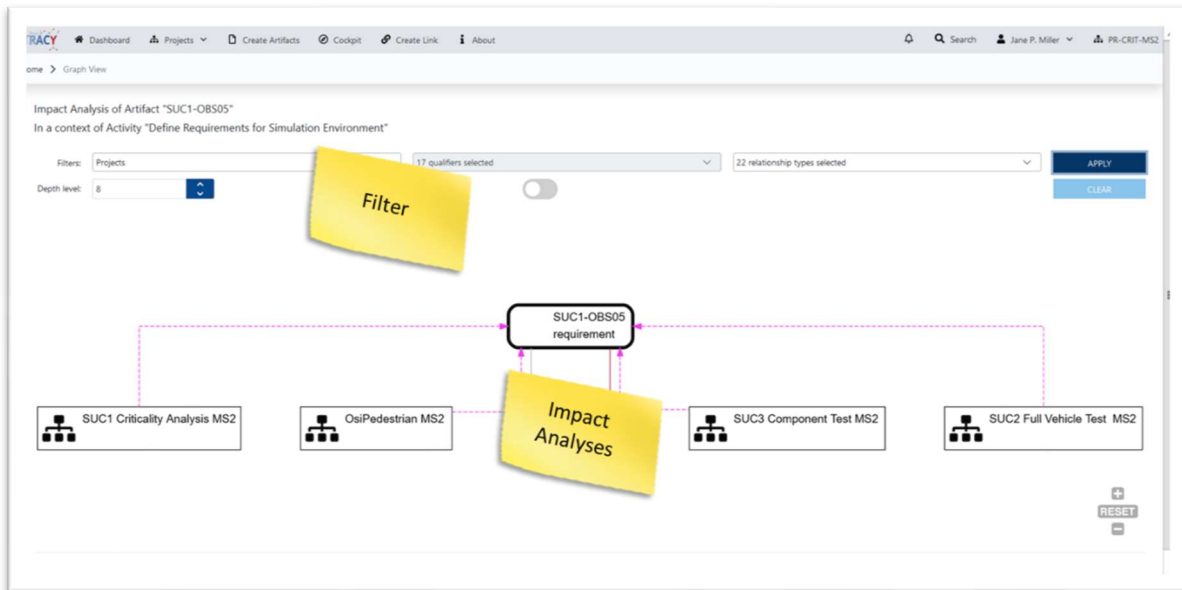 TRACY Dashboard Projects Create Artifacts Cockpit Create Link About Search Jane P. Miller PR-CRIT-MS2
ome > Graph View
Impact Analysis of Artifact "SUC1-OBS05"
In a context of Activity "Define Requirements for Simulation Environment"
Filters: Projects 17 qualifiers selected 22 relationship types selected APPLY
Depth level: 8 CLEAR
Filter
SUC1-OBS05
requirement
SUC1 Criticality Analysis MS2 OsiPedestrian MS2 SUC3 Component Test MS2 SUC2 Full Vehicle Test MS2
Impact
Analyses
RESET